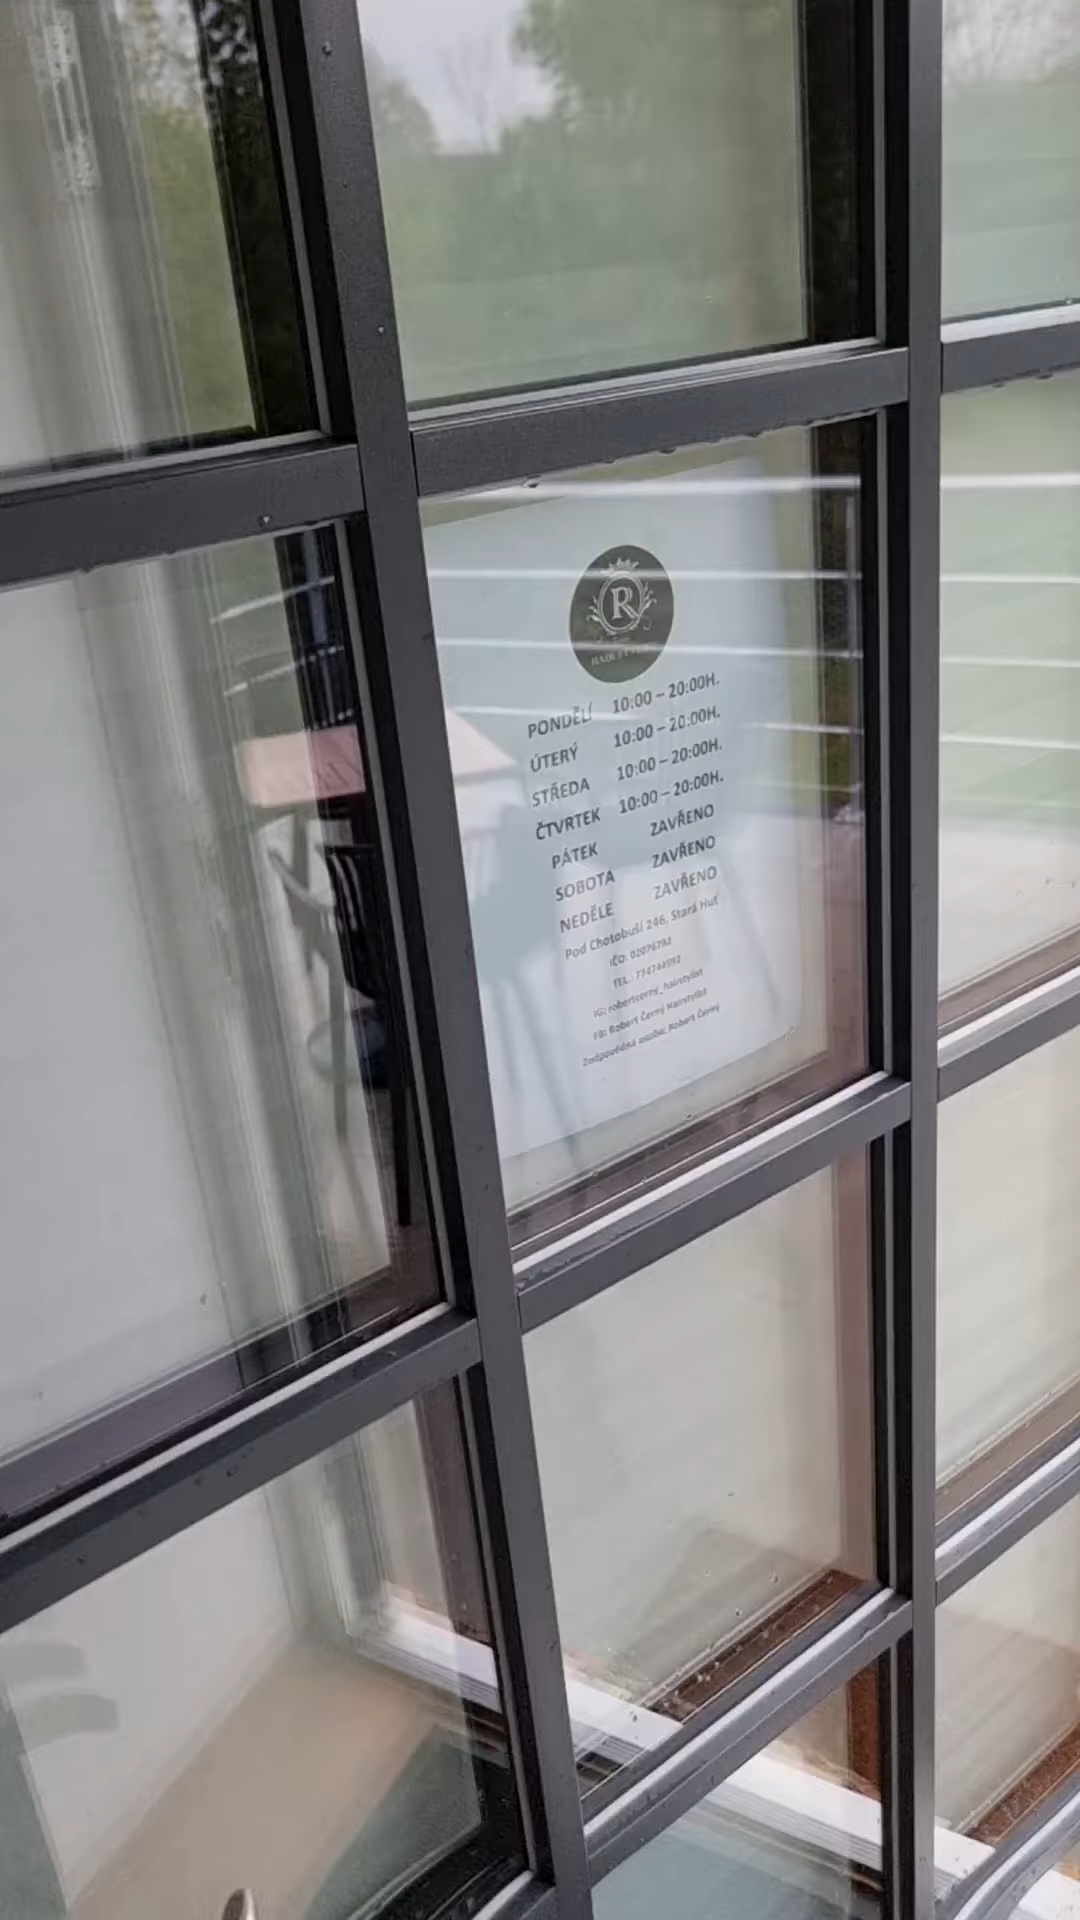 R
PONDĚLÍ 10:00 – 20:00H.
ÚTERÝ 10:00 – 20:00H.
STŘEDA 10:00 – 20:00H.
ČTVRTEK 10:00 – 20:00H.
PÁTEK ZAVŘENO
SOBOTA ZAVŘENO
NEDĚLE ZAVŘENO
Pod Chotobuší 246, Stará Huť
IČO: 02076792
TEL.: 774744992
IG: robertcerny_hairstylist
FB: Robert Černý Hairstylist
Zodpovědná osoba: Robert Černý